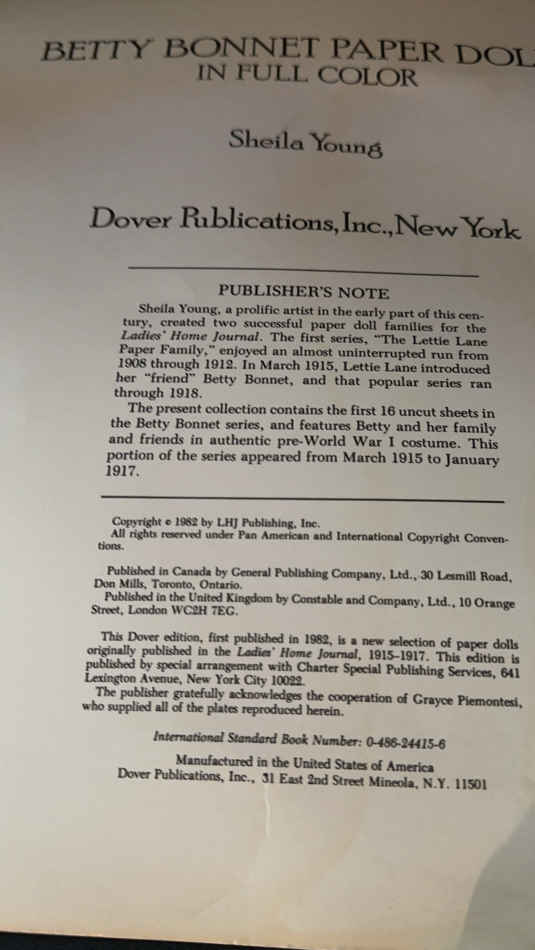 BETTY BONNET PAPER DOL
IN FULL COLOR
Sheila Young
Dover Publications, Inc., New York
PUBLISHER'S NOTE
Sheila Young, a prolific artist in the early part of this cen-
tury, created two successful paper doll families for the
Ladies' Home Journal. The first series, "The Lettie Lane
Paper Family," enjoyed an almost uninterrupted run from
1908 through 1912. In March 1915, Lettie Lane introduced
her "friend" Betty Bonnet, and that popular series ran
through 1918.
The present collection contains the first 16 uncut sheets in
the Betty Bonnet series, and features Betty and her family
and friends in authentic pre-World War I costume. This
portion of the series appeared from March 1915 to January
1917.
Copyright © 1982 by LHJ Publishing, Inc.
All rights reserved under Pan American and International Copyright Conven-
tions.
Published in Canada by General Publishing Company, Ltd., 30 Lesmill Road,
Don Mills, Toronto, Ontario.
Published in the United Kingdom by Constable and Company, Ltd., 10 Orange
Street, London WC2H 7EG.
This Dover edition, first published in 1982, is a new selection of paper dolls
originally published in the Ladies' Home Journal, 1915–1917. This edition is
published by special arrangement with Charter Special Publishing Services, 641
Lexington Avenue, New York City 10022.
The publisher gratefully acknowledges the cooperation of Grayce Piemontesi,
who supplied all of the plates reproduced herein.
International Standard Book Number: 0-486-24415-6
Manufactured in the United States of America
Dover Publications, Inc., 31 East 2nd Street Mineola, N.Y. 11501